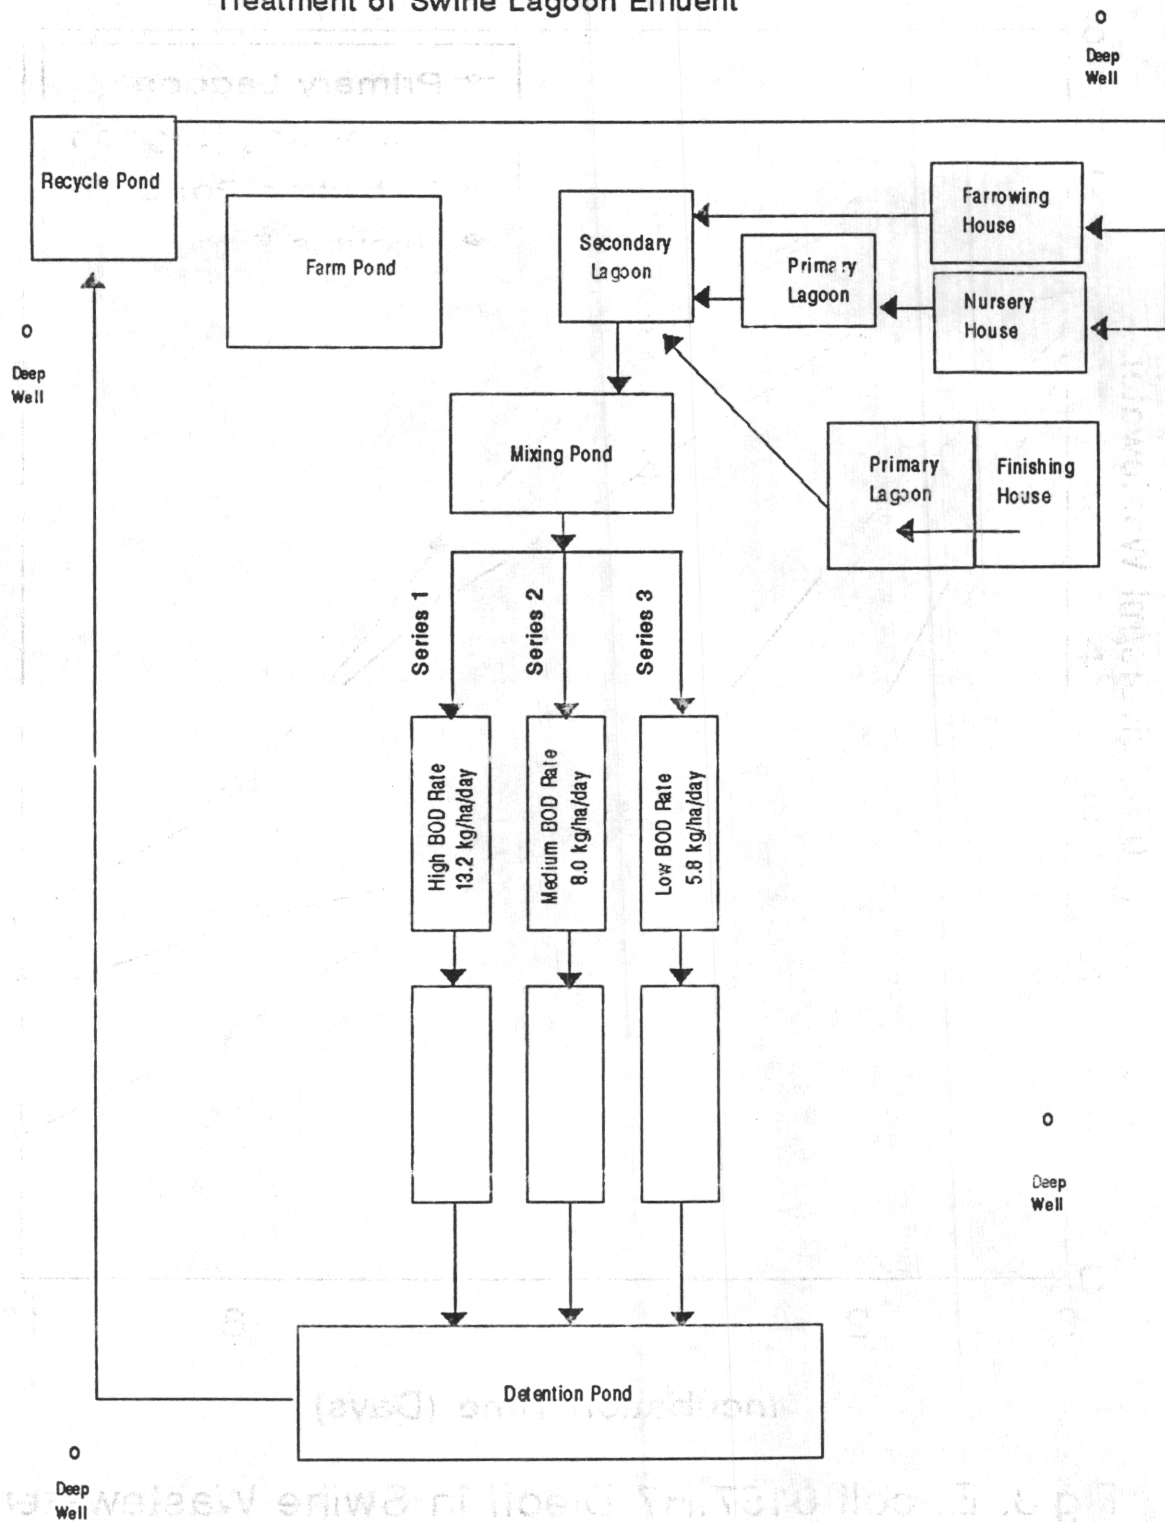 Treatment of Swine Lagoon Effluent
Deep
Well
Recycle Pond
Farm Pond
Secondary
Lagoon
Primary
Lagoon
Farrowing
House
Nursery
House
Deep
Well
Mixing Pond
Primary
Lagoon
Finishing
House
Series 1
Series 2
Series 3
High BOD Rate
13.2 kg/ha/day
Medium BOD Rate
8.0 kg/ha/day
Low BOD Rate
5.8 kg/ha/day
Deep
Well
Detention Pond
Deep
Well